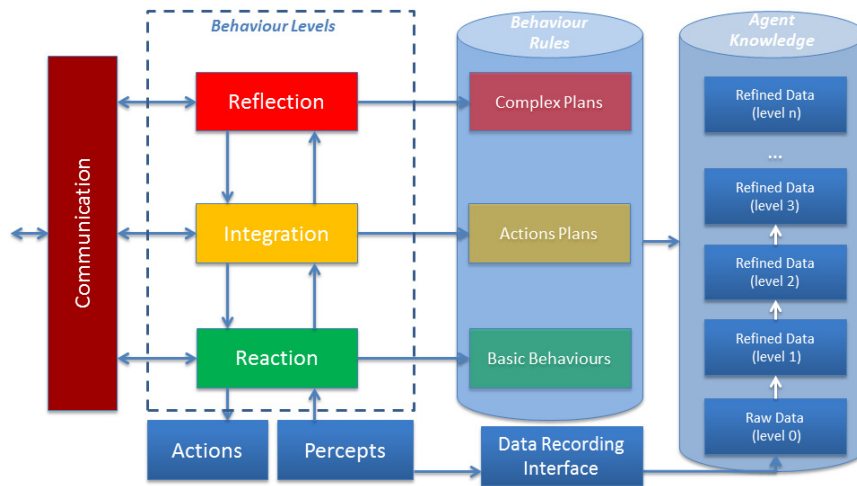 Behaviour Levels
Behaviour
Rules
Agent
Knowledge
Communication
Reflection
Complex Plans
Refined Data
(level n)
...
Refined Data
(level 3)
Integration
Actions Plans
Refined Data
(level 2)
Reaction
Basic Behaviours
Refined Data
(level 1)
Raw Data
(level 0)
Actions
Percepts
Data Recording
Interface